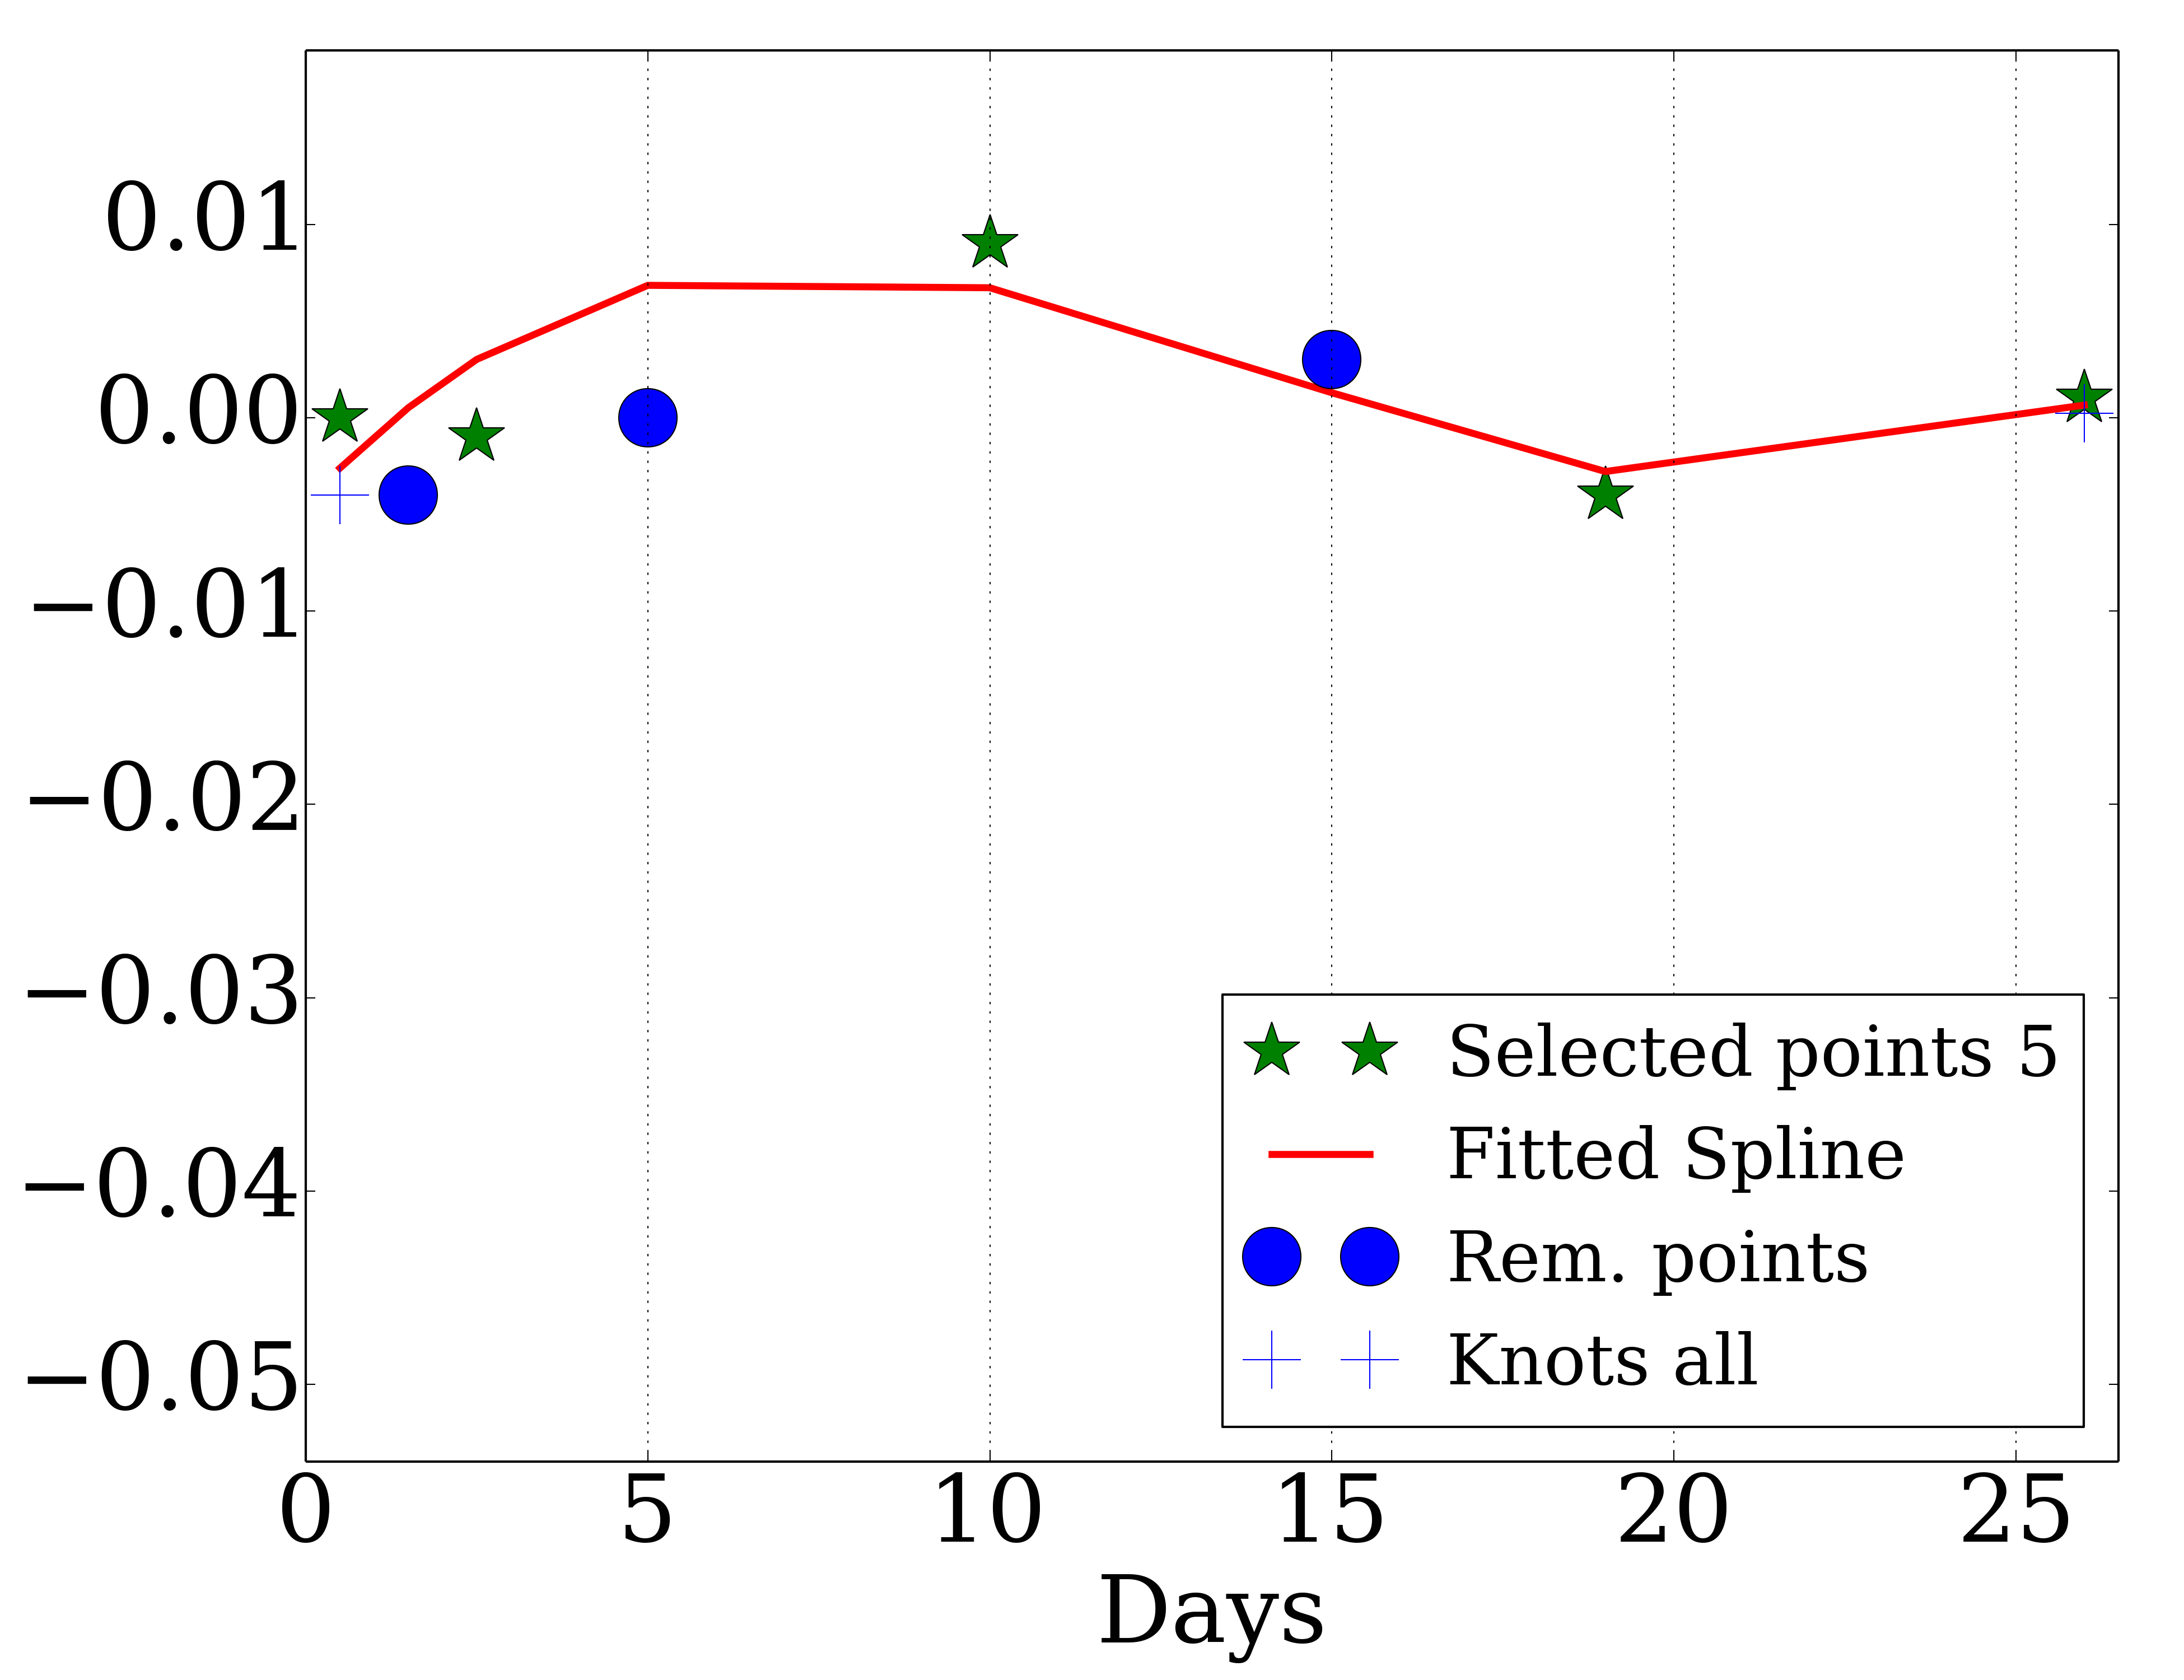 0.01
0.00
−0.01
−0.02
−0.03
−0.04
−0.05
Selected points 5
Fitted Spline
Rem. points
Knots all
0 5 10 15 20 25
Days